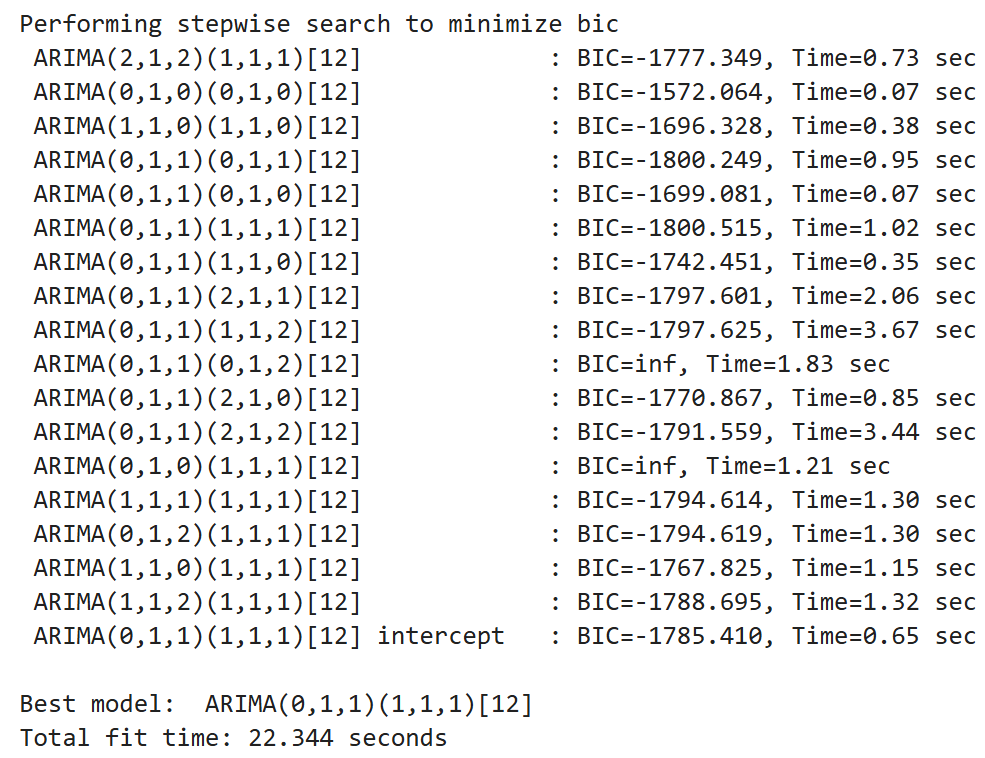 Performing stepwise search to minimize bic
 ARIMA(2,1,2)(1,1,1)[12]             : BIC=-1777.349, Time=0.73 sec
 ARIMA(0,1,0)(0,1,0)[12]             : BIC=-1572.064, Time=0.07 sec
 ARIMA(1,1,0)(1,1,0)[12]             : BIC=-1696.328, Time=0.38 sec
 ARIMA(0,1,1)(0,1,1)[12]             : BIC=-1800.249, Time=0.95 sec
 ARIMA(0,1,1)(0,1,0)[12]             : BIC=-1699.081, Time=0.07 sec
 ARIMA(0,1,1)(1,1,1)[12]             : BIC=-1800.515, Time=1.02 sec
 ARIMA(0,1,1)(1,1,0)[12]             : BIC=-1742.451, Time=0.35 sec
 ARIMA(0,1,1)(2,1,1)[12]             : BIC=-1797.601, Time=2.06 sec
 ARIMA(0,1,1)(1,1,2)[12]             : BIC=-1797.625, Time=3.67 sec
 ARIMA(0,1,1)(0,1,2)[12]             : BIC=inf, Time=1.83 sec
 ARIMA(0,1,1)(2,1,0)[12]             : BIC=-1770.867, Time=0.85 sec
 ARIMA(0,1,1)(2,1,2)[12]             : BIC=-1791.559, Time=3.44 sec
 ARIMA(0,1,0)(1,1,1)[12]             : BIC=inf, Time=1.21 sec
 ARIMA(1,1,1)(1,1,1)[12]             : BIC=-1794.614, Time=1.30 sec
 ARIMA(0,1,2)(1,1,1)[12]             : BIC=-1794.619, Time=1.30 sec
 ARIMA(1,1,0)(1,1,1)[12]             : BIC=-1767.825, Time=1.15 sec
 ARIMA(1,1,2)(1,1,1)[12]             : BIC=-1788.695, Time=1.32 sec
 ARIMA(0,1,1)(1,1,1)[12] intercept   : BIC=-1785.410, Time=0.65 sec

Best model:  ARIMA(0,1,1)(1,1,1)[12]
Total fit time: 22.344 seconds